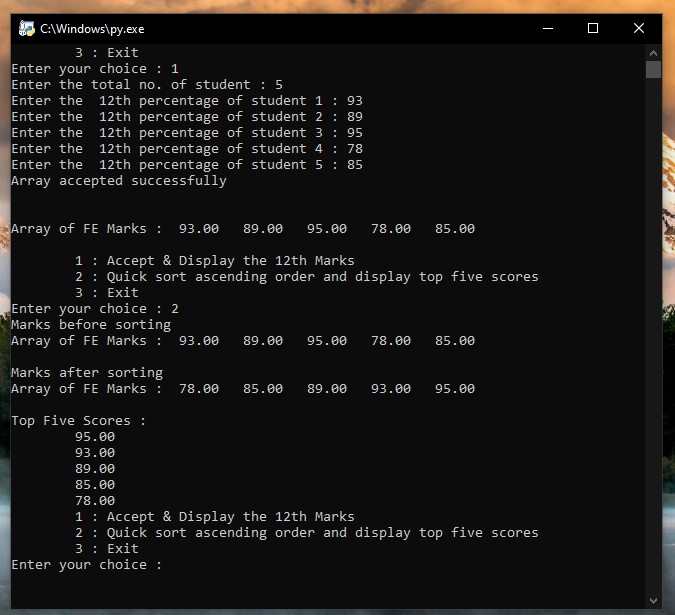 C:\Windows\py.exe
3 : Exit
Enter your choice : 1
Enter the total no. of student : 5
Enter the  12th percentage of student 1 : 93
Enter the  12th percentage of student 2 : 89
Enter the  12th percentage of student 3 : 95
Enter the  12th percentage of student 4 : 78
Enter the  12th percentage of student 5 : 85
Array accepted successfully
Array of FE Marks :  93.00   89.00   95.00   78.00   85.00
1 : Accept & Display the 12th Marks
2 : Quick sort ascending order and display top five scores
3 : Exit
Enter your choice : 2
Marks before sorting
Array of FE Marks :  93.00   89.00   95.00   78.00   85.00
Marks after sorting
Array of FE Marks :  78.00   85.00   89.00   93.00   95.00
Top Five Scores :
95.00
93.00
89.00
85.00
78.00
1 : Accept & Display the 12th Marks
2 : Quick sort ascending order and display top five scores
3 : Exit
Enter your choice :